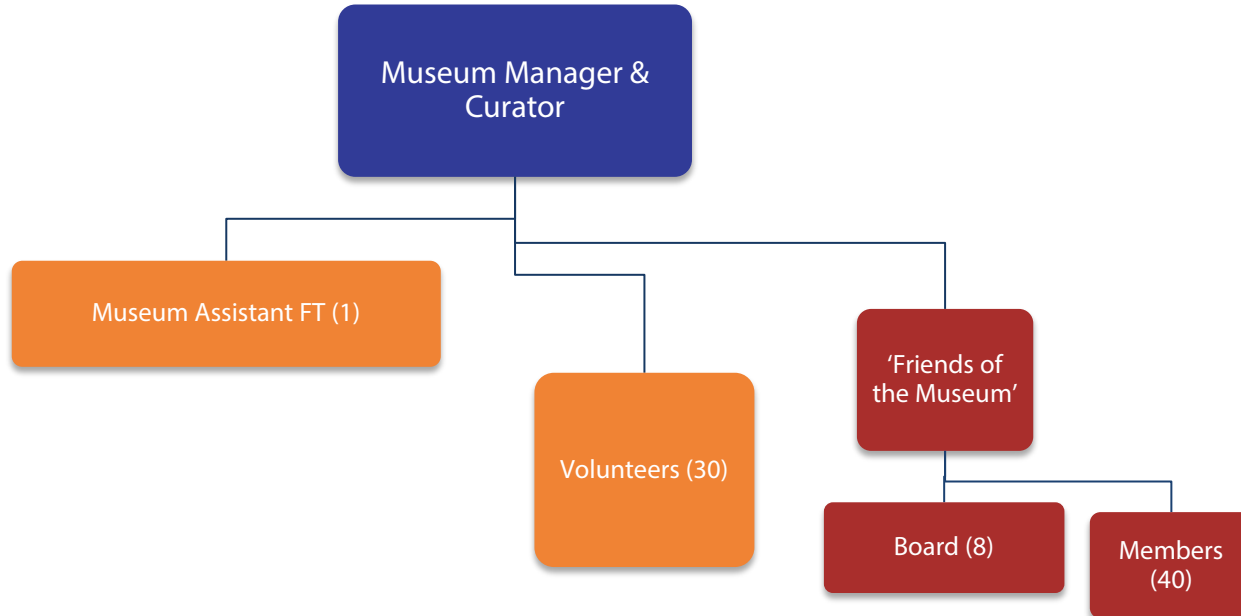 Museum Manager &
Curator
Museum Assistant FT (1)
Volunteers (30)
‘Friends of
the Museum’
Board (8)
Members
(40)